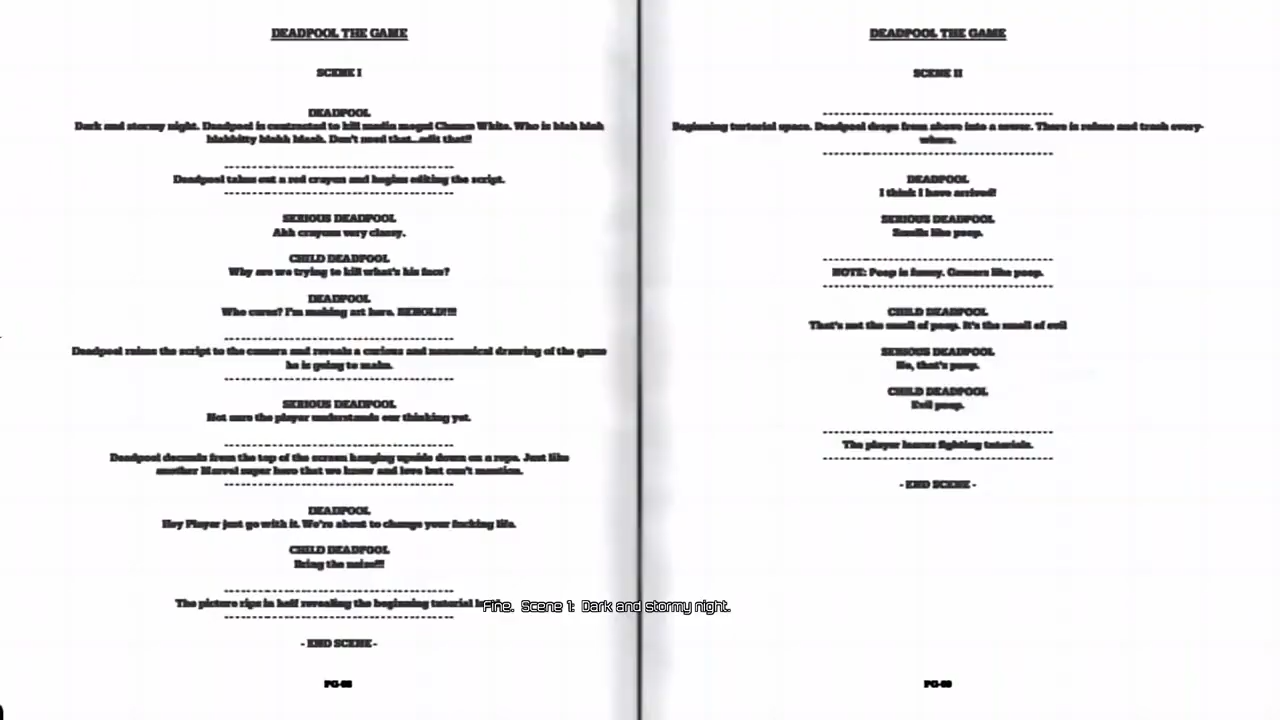 DEADPOOL THE GAME
SCENE I
DEADPOOL
Dark and stormy night. Deadpool is contracted to kill media mogul Chance White. Who is blah blah
blahbitty blahh blaah. Don't need that...edit that!!
Deadpool takes out a red crayon and begins editing the script.
SERIOUS DEADPOOL
Ahh crayons very classy.
CHILD DEADPOOL
Why are we trying to kill what's his face?
DEADPOOL
Who cares? I'm making art here. BEHOLD!!!!
Deadpool raises the script to the camera and reveals a curious and nonsensical drawing of the game
he is going to make.
SERIOUS DEADPOOL
Not sure the player understands our thinking yet.
Deadpool decends from the top of the screen hanging upside down on a rope. Just like
another Marvel super hero that we know and love but can't mention.
DEADPOOL
Hey Player just go with it. We're about to change your fucking life.
CHILD DEADPOOL
Bring the noise!!!
The picture rips in half revealing the beginning tutorial
- END SCENE -
PG-08
DEADPOOL THE GAME
SCENE II
Beginning turtorial space. Deadpool drops from above into a sewer. There is refuse and trash every-
where.
DEADPOOL
I think I have arrived!
SERIOUS DEADPOOL
Smells like poop.
NOTE: Poop is funny. Gamers like poop.
CHILD DEADPOOL
That's not the smell of poop. It's the smell of evil
SERIOUS DEADPOOL
No, that's poop.
CHILD DEADPOOL
Evil poop.
The player learns fighting tutorials.
- END SCENE -
PG-09
Fine. Scene 1: Dark and stormy night.